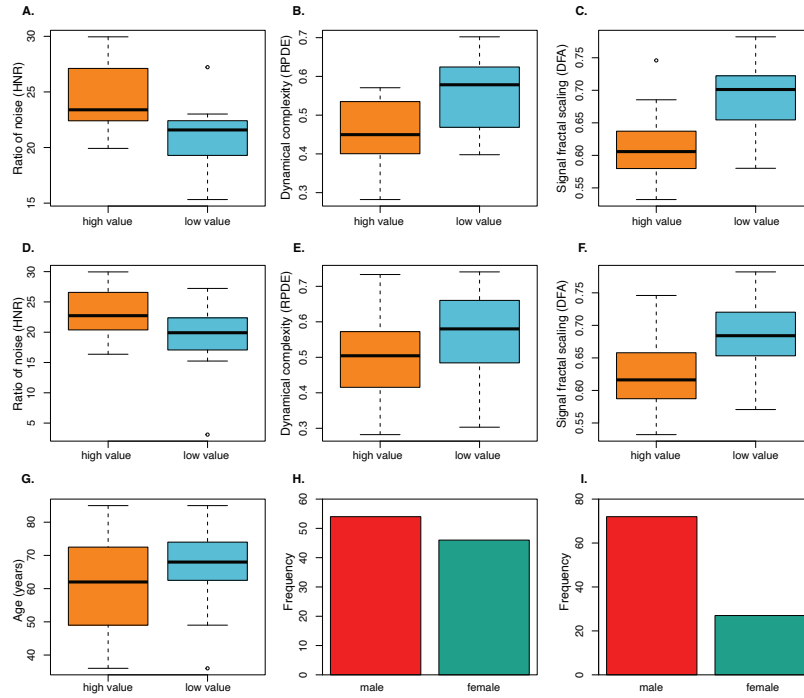 A.
Ratio of noise (HNR)
30
25
20
15
high value
low value
B.
Dynamical complexity (RPDE)
0.7
0.6
0.5
0.4
0.3
high value
low value
C.
Signal fractal scaling (DFA)
0.75
0.70
0.65
0.60
0.55
high value
low value
D.
Ratio of noise (HNR)
30
25
20
15
10
5
high value
low value
E.
Dynamical complexity (RPDE)
0.7
0.6
0.5
0.4
0.3
high value
low value
F.
Signal fractal scaling (DFA)
0.75
0.70
0.65
0.60
0.55
high value
low value
G.
Age (years)
80
70
60
50
40
high value
low value
H.
Frequency
60
50
40
30
20
10
0
male
female
I.
Frequency
80
60
40
20
0
male
female